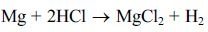 Mg + 2HCl → MgCl₂ + H₂